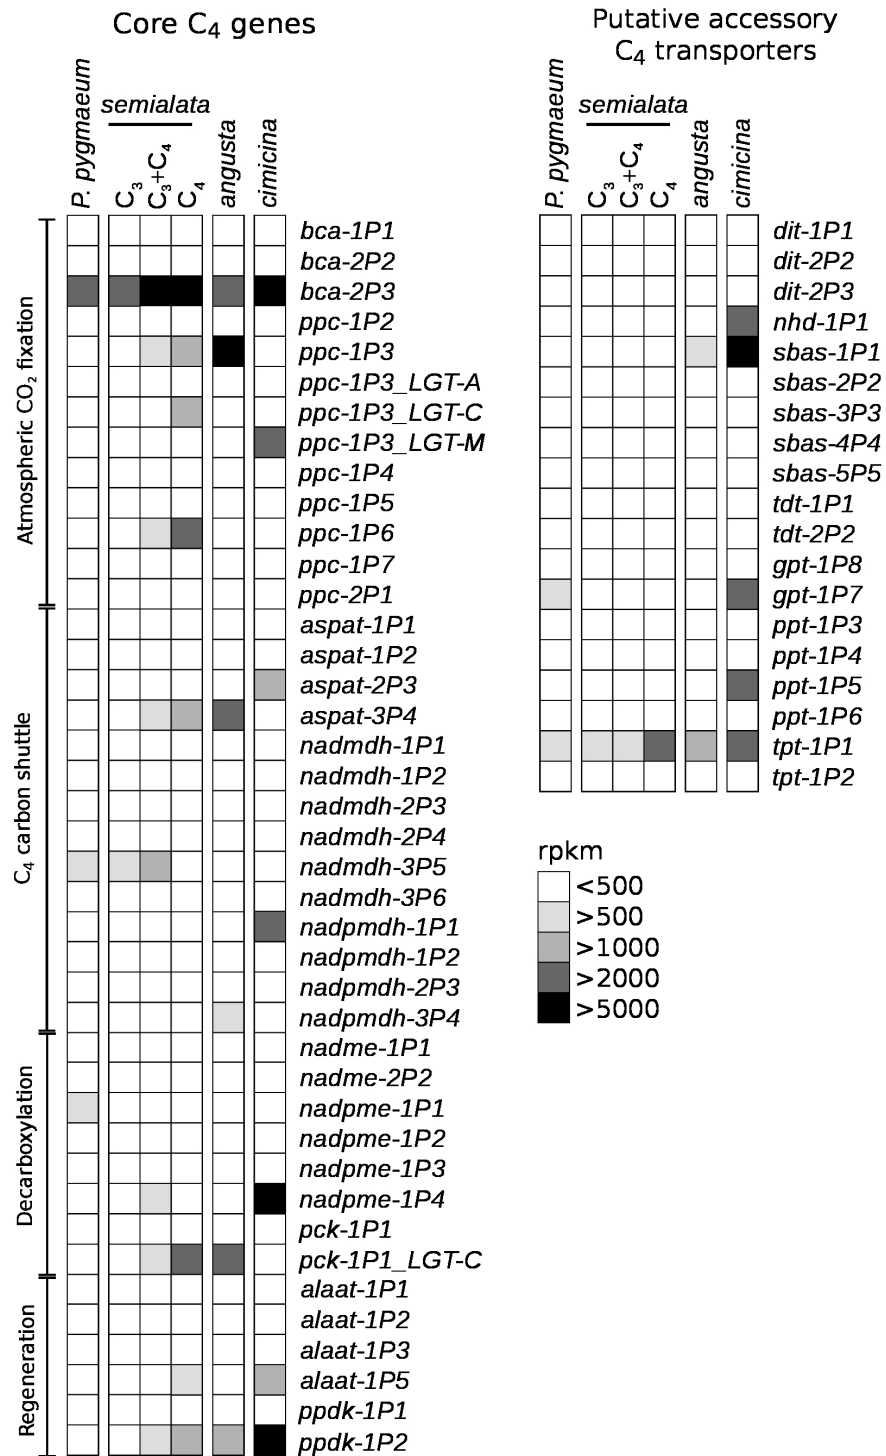 Core C₄ genes
P. pygmaeum
semialata
C₃
C₃+C₄
C₄
angusta
cimicina
Atmospheric CO₂ fixation
bca-1P1
bca-2P2
bca-2P3
ppc-1P2
ppc-1P3
ppc-1P3_LGT-A
ppc-1P3_LGT-C
ppc-1P3_LGT-M
ppc-1P4
ppc-1P5
ppc-1P6
ppc-1P7
ppc-2P1
C₄ carbon shuttle
aspat-1P1
aspat-1P2
aspat-2P3
aspat-3P4
nadmdh-1P1
nadmdh-1P2
nadmdh-2P3
nadmdh-2P4
nadmdh-3P5
nadmdh-3P6
nadpmdh-1P1
nadpmdh-1P2
nadpmdh-2P3
nadpmdh-3P4
Decarboxylation
nadme-1P1
nadme-2P2
nadpme-1P1
nadpme-1P2
nadpme-1P3
nadpme-1P4
pck-1P1
pck-1P1_LGT-C
Regeneration
alaat-1P1
alaat-1P2
alaat-1P3
alaat-1P5
ppdk-1P1
ppdk-1P2
Putative accessory
C₄ transporters
P. pygmaeum
semialata
C₃
C₃+C₄
C₄
angusta
cimicina
dit-1P1
dit-2P2
dit-2P3
nhd-1P1
sbas-1P1
sbas-2P2
sbas-3P3
sbas-4P4
sbas-5P5
tdt-1P1
tdt-2P2
gpt-1P8
gpt-1P7
ppt-1P3
ppt-1P4
ppt-1P5
ppt-1P6
tpt-1P1
tpt-1P2
rpkm
<500
>500
>1000
>2000
>5000